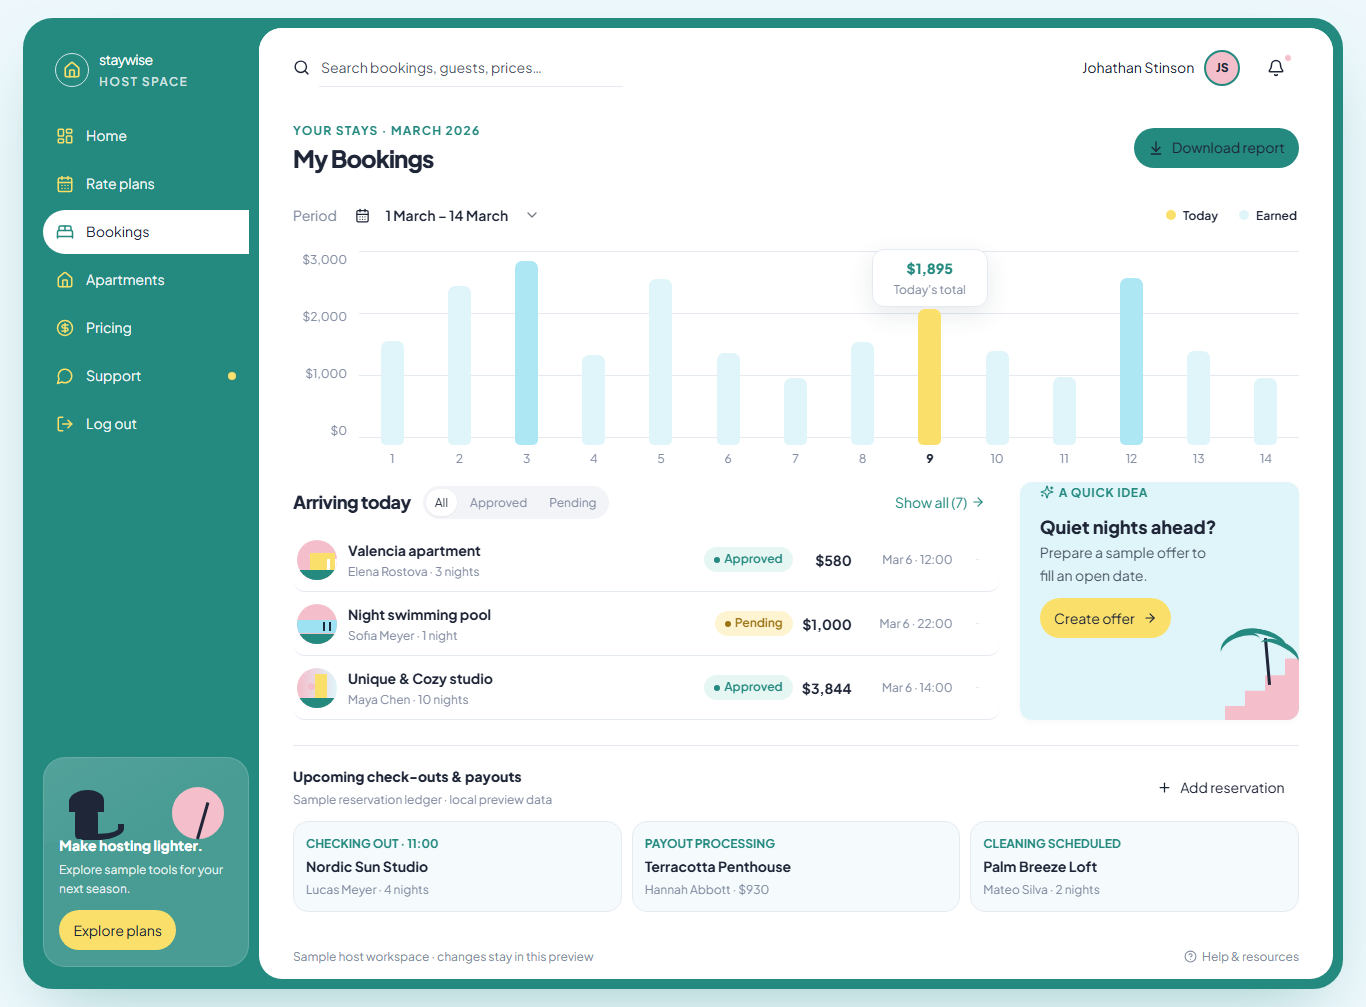 staywise
HOST SPACE
Home
Rate plans
Bookings
Apartments
Pricing
Support
Log out
Make hosting lighter.
Explore sample tools for your
next season.
Explore plans
Search bookings, guests, prices...
Johathan Stinson
JS
YOUR STAYS · MARCH 2026
My Bookings
Download report
Period
1 March – 14 March
Today
Earned
$3,000
$2,000
$1,000
$0
$1,895
Today's total
1 2 3 4 5 6 7 8 9 10 11 12 13 14
Arriving today
All
Approved
Pending
Show all (7)
Valencia apartment
Elena Rostova · 3 nights
Approved
$580
Mar 6 · 12:00
Night swimming pool
Sofia Meyer · 1 night
Pending
$1,000
Mar 6 · 22:00
Unique & Cozy studio
Maya Chen · 10 nights
Approved
$3,844
Mar 6 · 14:00
A QUICK IDEA
Quiet nights ahead?
Prepare a sample offer to
fill an open date.
Create offer
Upcoming check-outs & payouts
Sample reservation ledger · local preview data
Add reservation
CHECKING OUT · 11:00
Nordic Sun Studio
Lucas Meyer · 4 nights
PAYOUT PROCESSING
Terracotta Penthouse
Hannah Abbott · $930
CLEANING SCHEDULED
Palm Breeze Loft
Mateo Silva · 2 nights
Sample host workspace · changes stay in this preview
Help & resources